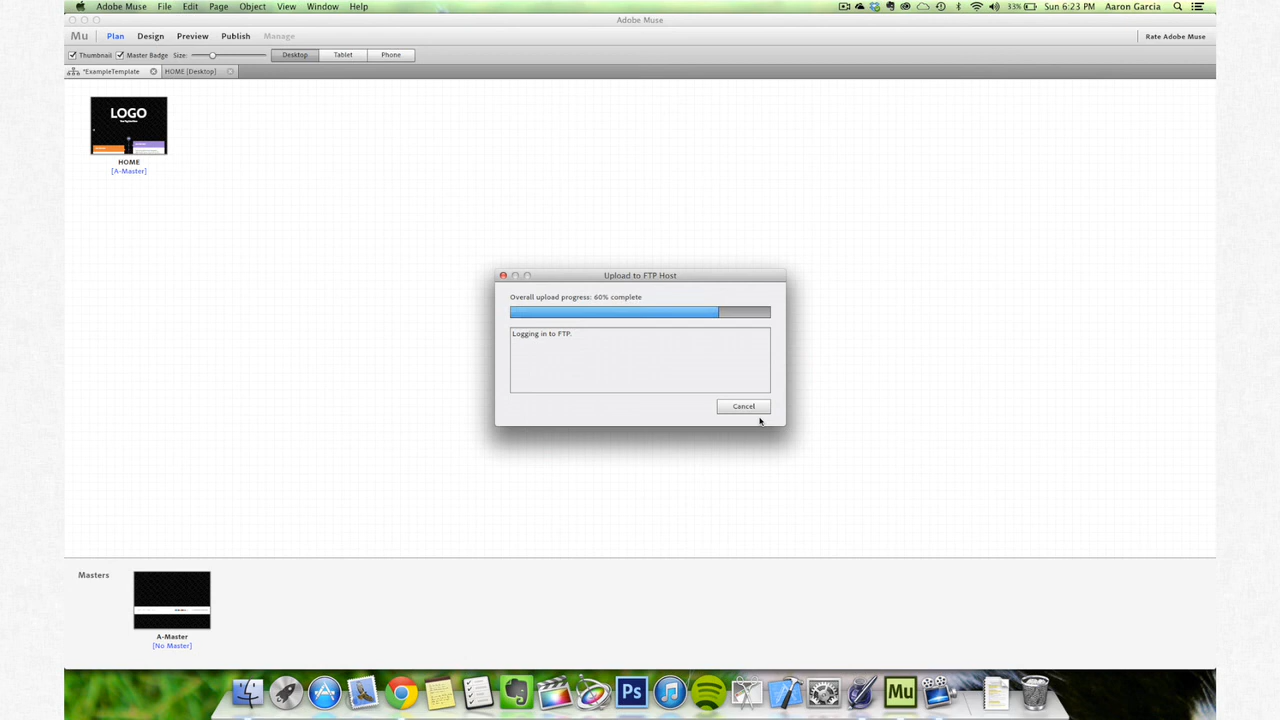 Adobe Muse File Edit Page Object View Window Help 33% Sun 6:23 PM Aaron Garcia
Adobe Muse
Mu Plan Design Preview Publish Manage Rate Adobe Muse
Thumbnail Master Badge Size: Desktop Tablet Phone
*ExampleTemplate HOME [Desktop]
LOGO
HOME
[A-Master]
Upload to FTP Host
Overall upload progress: 60% complete
Logging in to FTP.
Cancel
Masters
A-Master
[No Master]
Ps Mu